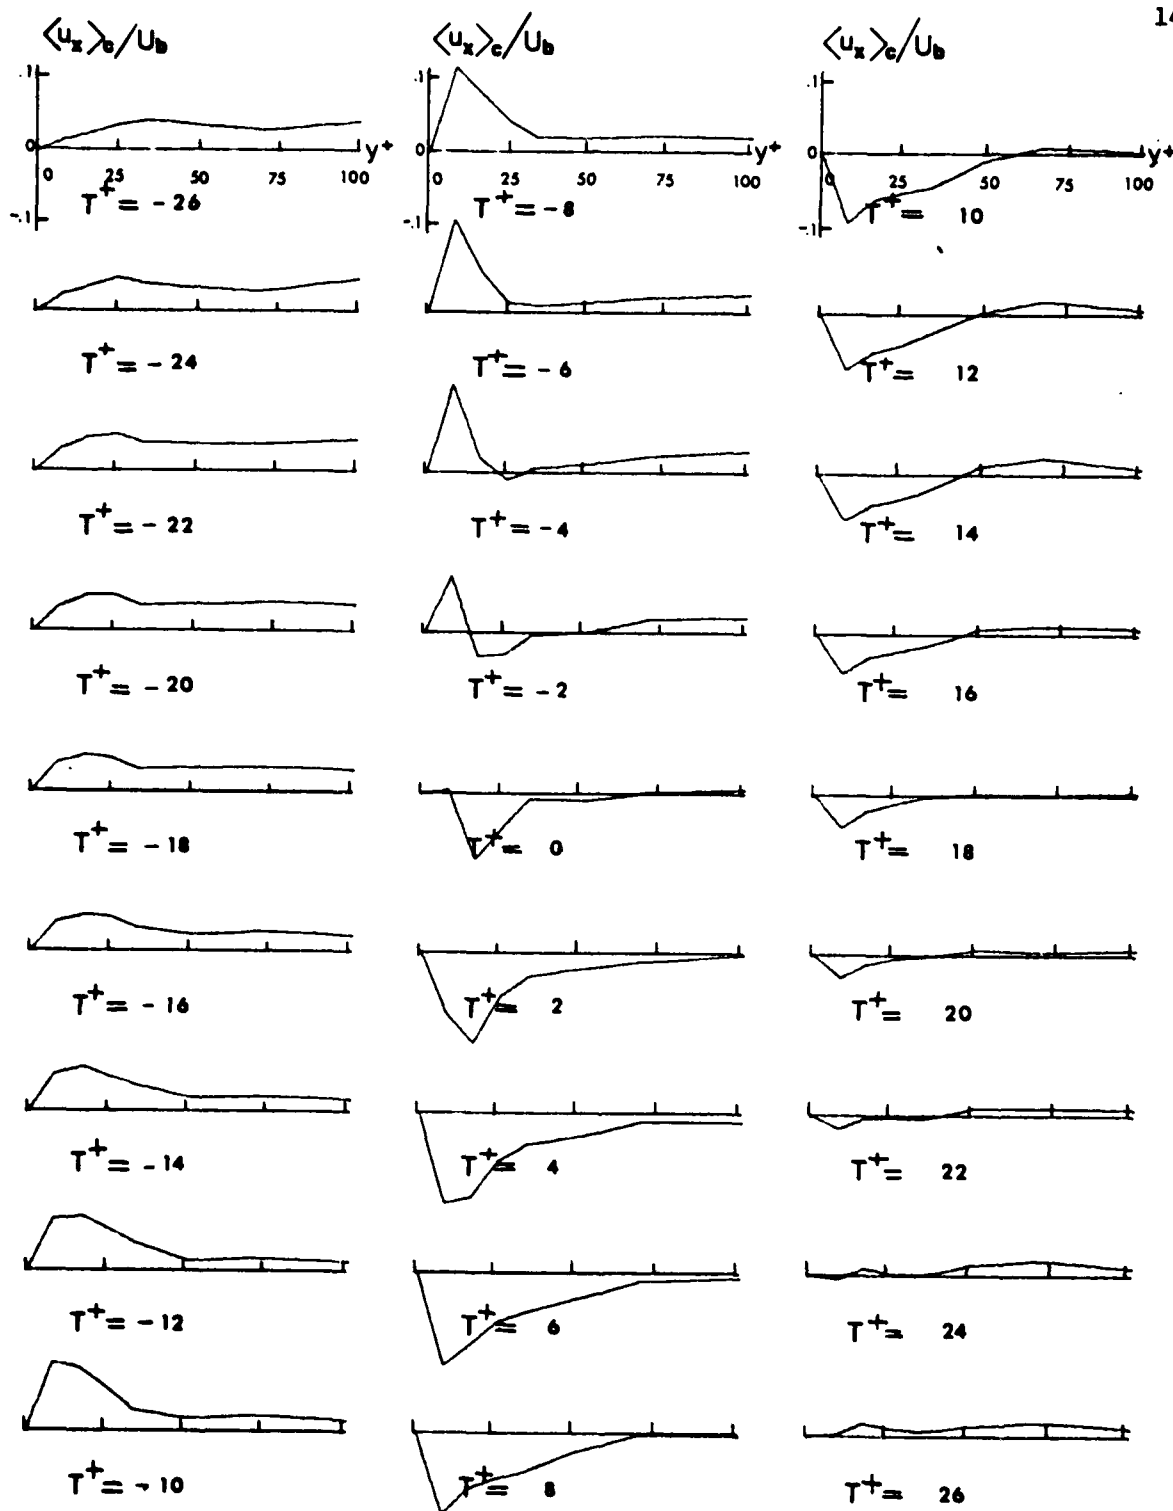 14
⟨u_x⟩_c/U_b
.1
0
-.1
0 25 50 75 100 y+
T+ = -26
T+ = -24
T+ = -22
T+ = -20
T+ = -18
T+ = -16
T+ = -14
T+ = -12
T+ = -10
⟨u_x⟩_c/U_b
.1
0
-.1
0 25 50 75 100 y+
T+ = -8
T+ = -6
T+ = -4
T+ = -2
T+ = 0
T+ = 2
T+ = 4
T+ = 6
T+ = 8
⟨u_x⟩_c/U_b
.1
0
-.1
0 25 50 75 100 y+
T+ = 10
T+ = 12
T+ = 14
T+ = 16
T+ = 18
T+ = 20
T+ = 22
T+ = 24
T+ = 26